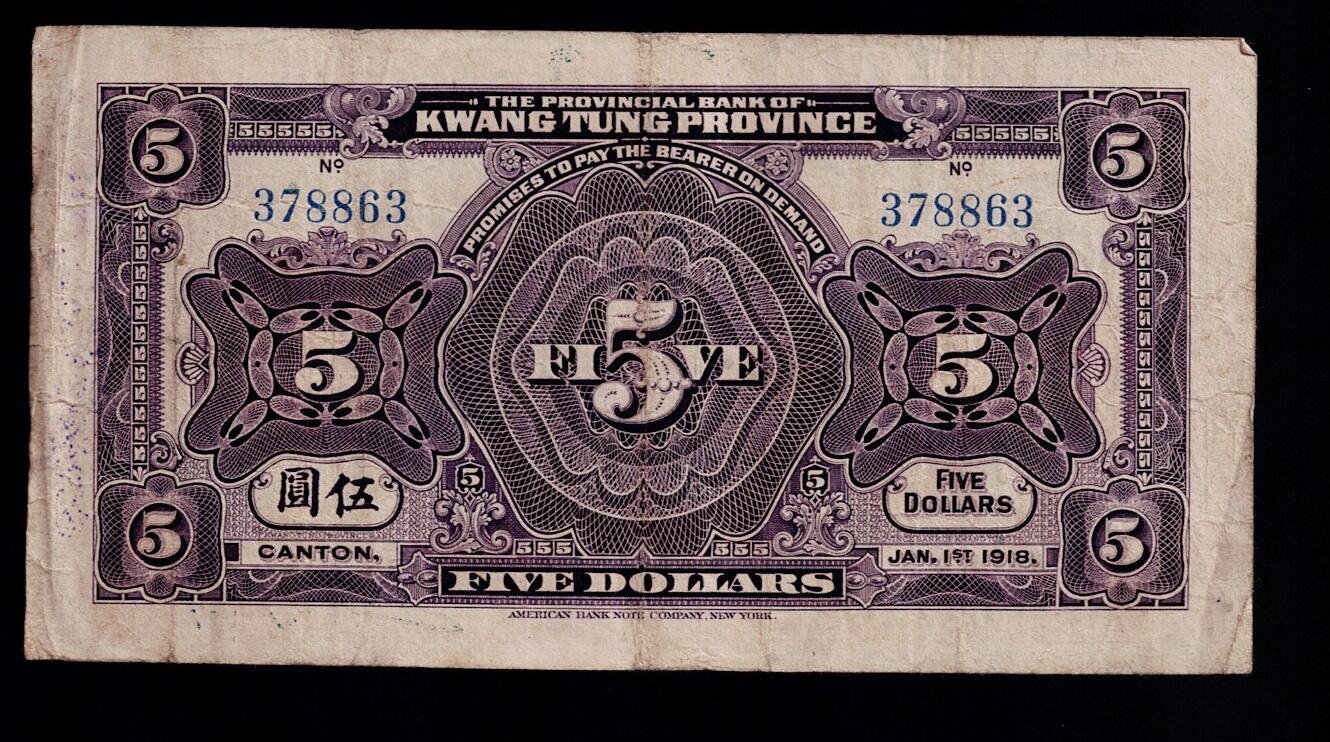 THE PROVINCIAL BANK OF
KWANG TUNG PROVINCE
PROMISES TO PAY THE BEARER ON DEMAND
5
5
55555
55555
Nº
378863
Nº
378863
5
FI5VE
5
圓伍
5
5
FIVE
DOLLARS
5
5
CANTON,
555
555
JAN. 1ST 1918.
FIVE DOLLARS
AMERICAN BANK NOTE COMPANY, NEW YORK.